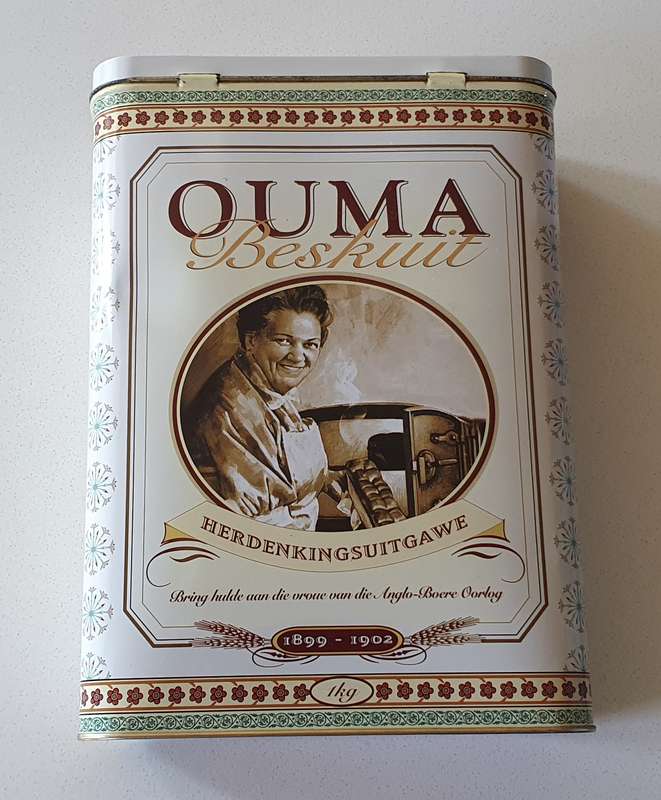 OUMA
Beskuit
HERDENKINGSUITGAWE
Bring hulde aan die vroue van die Anglo-Boere Oorlog
1899 - 1902
1kg